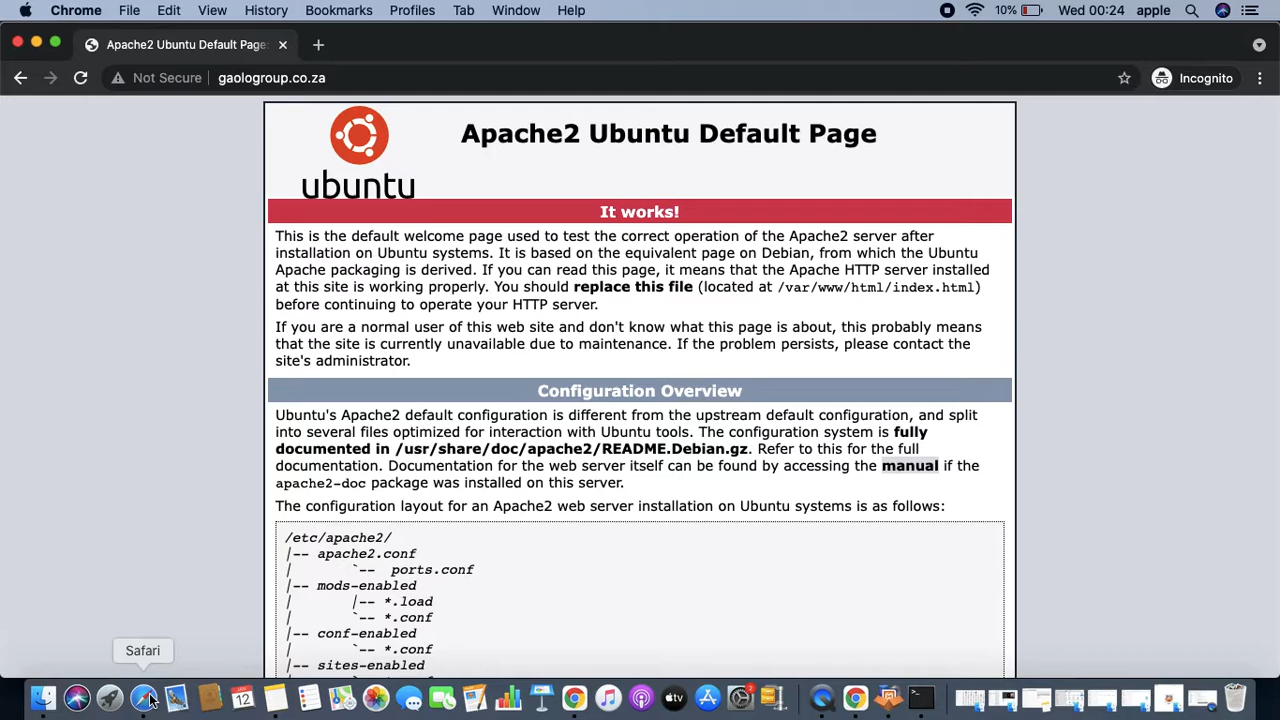 Chrome File Edit View History Bookmarks Profiles Tab Window Help 10% Wed 00:24 apple
Apache2 Ubuntu Default Page:
Not Secure gaologroup.co.za Incognito
ubuntu
Apache2 Ubuntu Default Page
It works!
This is the default welcome page used to test the correct operation of the Apache2 server after
installation on Ubuntu systems. It is based on the equivalent page on Debian, from which the Ubuntu
Apache packaging is derived. If you can read this page, it means that the Apache HTTP server installed
at this site is working properly. You should replace this file (located at /var/www/html/index.html)
before continuing to operate your HTTP server.
If you are a normal user of this web site and don't know what this page is about, this probably means
that the site is currently unavailable due to maintenance. If the problem persists, please contact the
site's administrator.
Configuration Overview
Ubuntu's Apache2 default configuration is different from the upstream default configuration, and split
into several files optimized for interaction with Ubuntu tools. The configuration system is fully
documented in /usr/share/doc/apache2/README.Debian.gz. Refer to this for the full
documentation. Documentation for the web server itself can be found by accessing the manual if the
apache2-doc package was installed on this server.
The configuration layout for an Apache2 web server installation on Ubuntu systems is as follows:
/etc/apache2/
|-- apache2.conf
|       `--  ports.conf
|-- mods-enabled
|       |-- *.load
|       `-- *.conf
|-- conf-enabled
|       `-- *.conf
|-- sites-enabled
Safari
12
tv
2